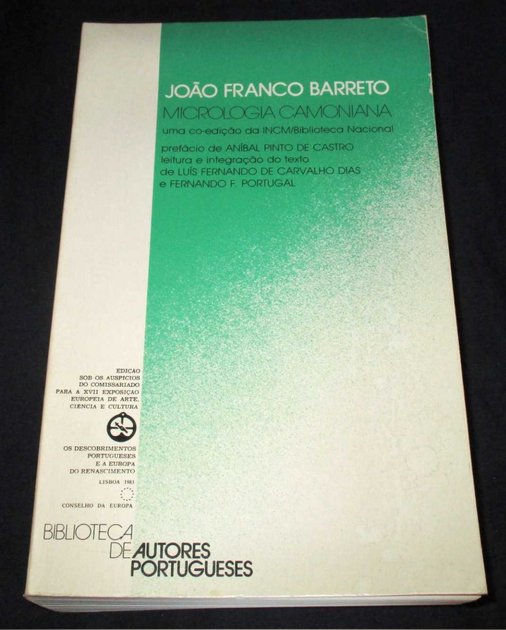 JOÃO FRANCO BARRETO
MICROLOGIA CAMONIANA
uma co-edição da INCM/Biblioteca Nacional
prefácio de ANÍBAL PINTO DE CASTRO
leitura e integração do texto
de LUÍS FERNANDO DE CARVALHO DIAS
e FERNANDO F. PORTUGAL
EDIÇÃO
SOB OS AUSPÍCIOS
DO COMISSARIADO
PARA A XVII EXPOSIÇÃO
EUROPEIA DE ARTE,
CIÊNCIA E CULTURA
OS DESCOBRIMENTOS
PORTUGUESES
E A EUROPA
DO RENASCIMENTO
LISBOA 1983
CONSELHO DA EUROPA
BIBLIOTECA
DE AUTORES
PORTUGUESES